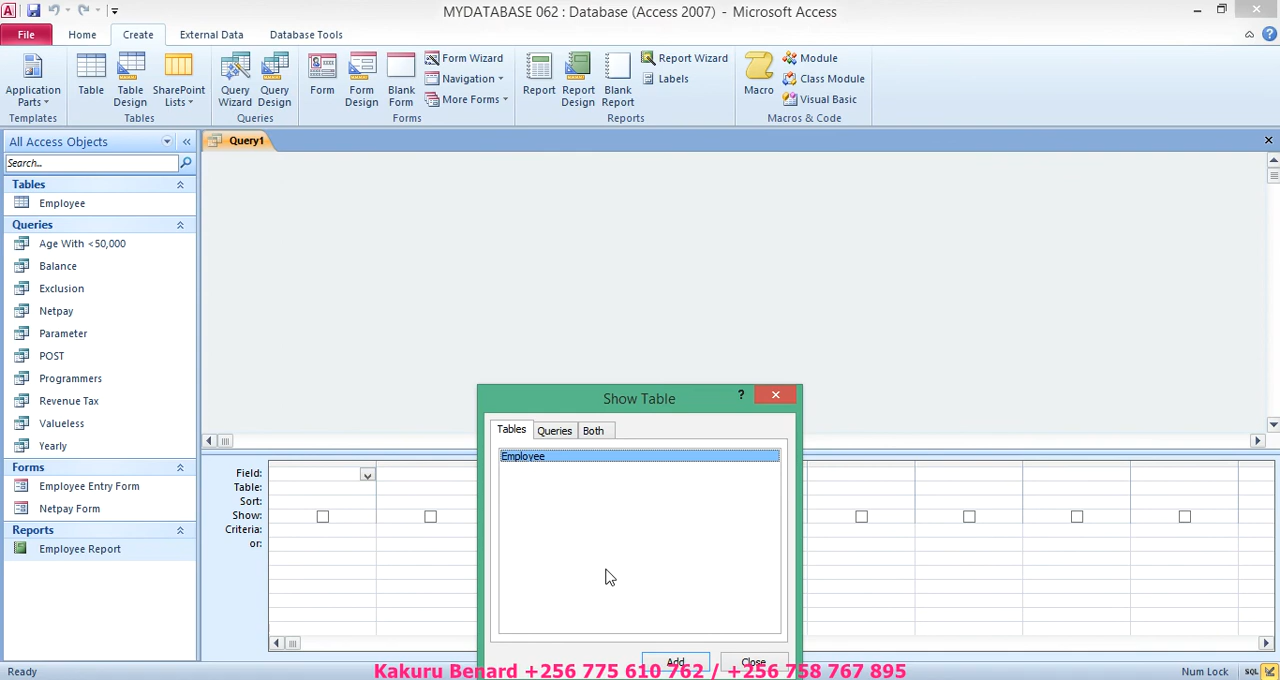 MYDATABASE 062 : Database (Access 2007) - Microsoft Access
File Home Create External Data Database Tools
Application Parts
Templates
Table
Table Design
SharePoint Lists
Tables
Query Wizard
Query Design
Queries
Form
Form Design
Blank Form
Form Wizard
Navigation
More Forms
Forms
Report
Report Design
Blank Report
Report Wizard
Labels
Reports
Macro
Module
Class Module
Visual Basic
Macros & Code
All Access Objects
Search...
Tables
Employee
Queries
Age With <50,000
Balance
Exclusion
Netpay
Parameter
POST
Programmers
Revenue Tax
Valueless
Yearly
Forms
Employee Entry Form
Netpay Form
Reports
Employee Report
Query1
Field:
Table:
Sort:
Show:
Criteria:
or:
Show Table
Tables Queries Both
Employee
Add Close
Ready
Kakuru Benard +256 775 610 762 / +256 758 767 895
Num Lock SQL